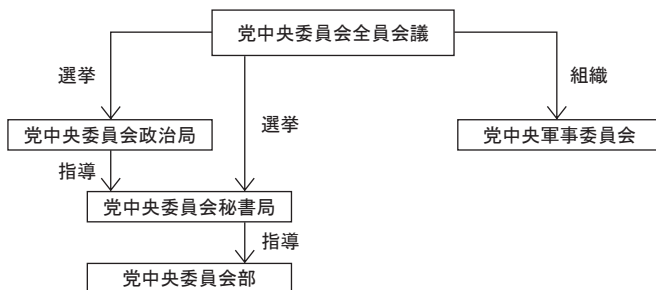 党中央委員会全員会議
選挙
組織
選挙
党中央委員会政治局
党中央軍事委員会
指導
党中央委員会秘書局
指導
党中央委員会部